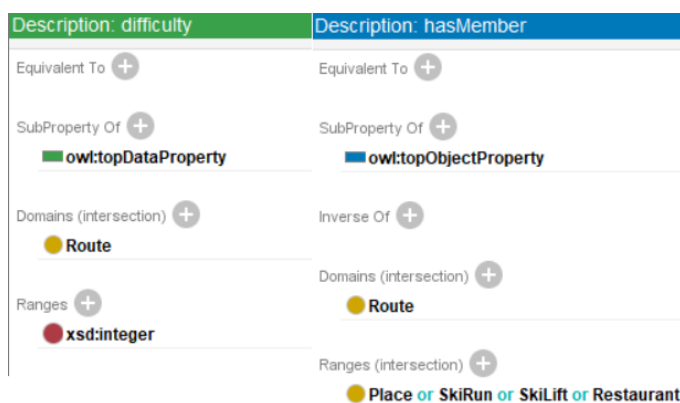 Description: difficulty
Equivalent To
SubProperty Of
owl:topDataProperty
Domains (intersection)
Route
Ranges
xsd:integer
Description: hasMember
Equivalent To
SubProperty Of
owl:topObjectProperty
Inverse Of
Domains (intersection)
Route
Ranges (intersection)
Place or SkiRun or SkiLift or Restaurant